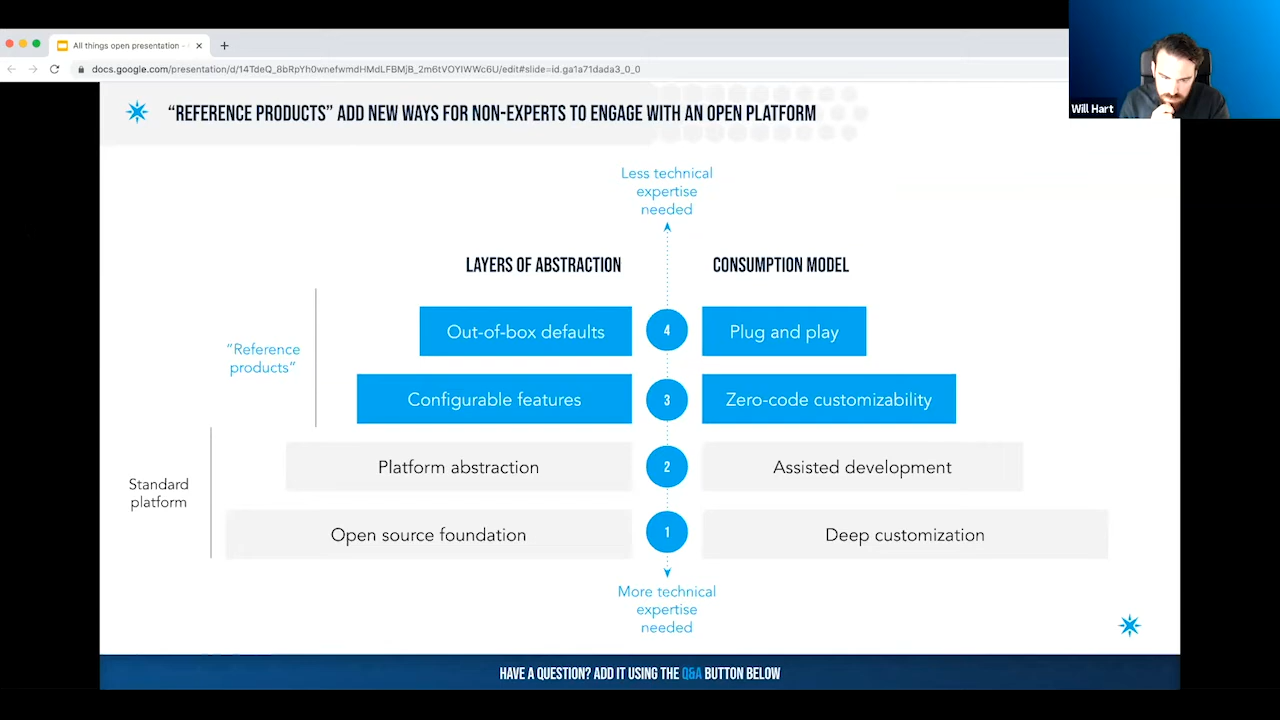 All things open presentation -
docs.google.com/presentation/d/14TdeQ_8bRpYh0wnefwmdHMdLFBMjB_2m6tVOYIWWc6U/edit#slide=id.ga1a71dada3_0_0
Will Hart
“REFERENCE PRODUCTS” ADD NEW WAYS FOR NON-EXPERTS TO ENGAGE WITH AN OPEN PLATFORM
Less technical
expertise
needed
LAYERS OF ABSTRACTION
CONSUMPTION MODEL
Out-of-box defaults
4
Plug and play
“Reference
products”
Configurable features
3
Zero-code customizability
Platform abstraction
2
Assisted development
Standard
platform
Open source foundation
1
Deep customization
More technical
expertise
needed
HAVE A QUESTION? ADD IT USING THE Q&A BUTTON BELOW